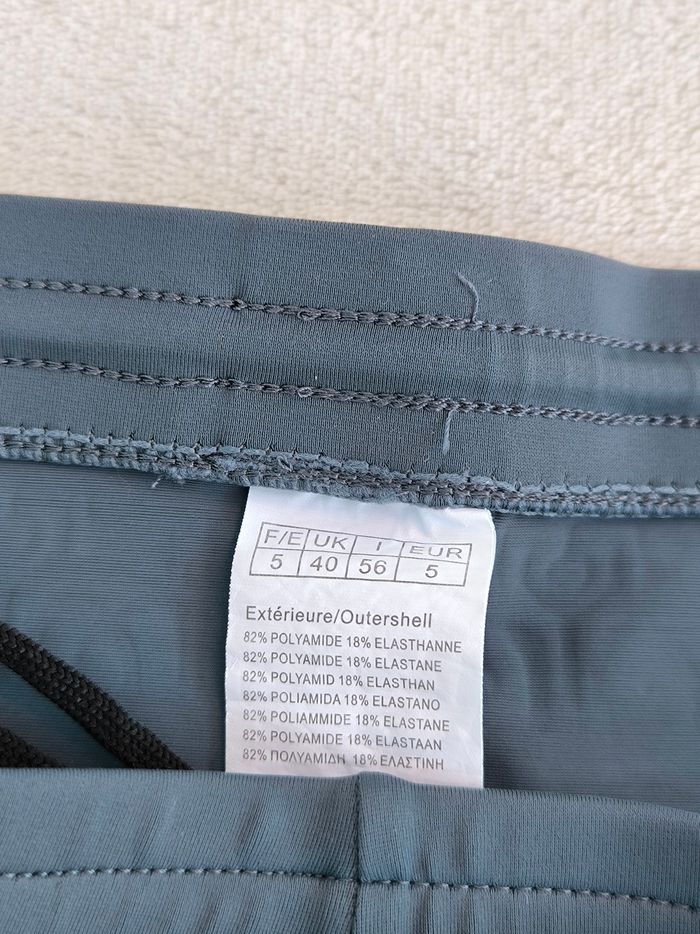 F/E UK I EUR
5 40 56 5
Extérieure/Outershell
82% POLYAMIDE 18% ELASTHANNE
82% POLYAMIDE 18% ELASTANE
82% POLYAMID 18% ELASTHAN
82% POLIAMIDA 18% ELASTANO
82% POLIAMMIDE 18% ELASTANE
82% POLYAMIDE 18% ELASTAAN
82% ΠΟΛΥΑΜΙΔΗ 18% ΕΛΑΣΤΙΝΗ